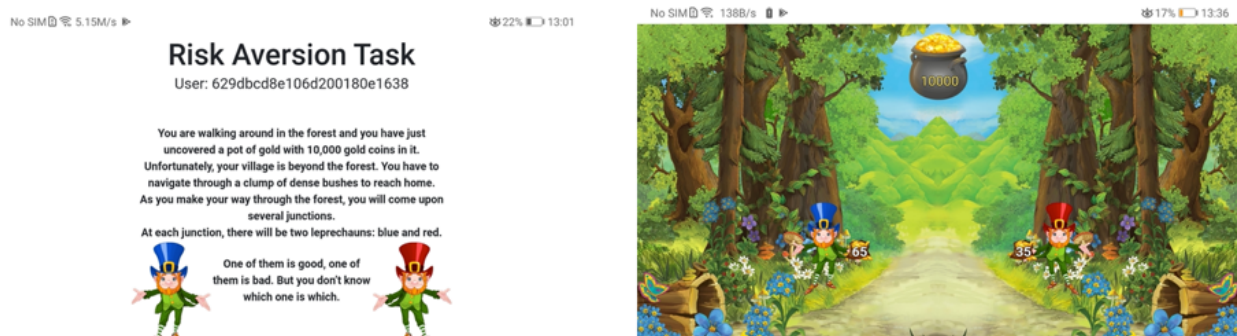 No SIM 5.15M/s 22% 13:01
Risk Aversion Task
User: 629dbcd8e106d200180e1638
You are walking around in the forest and you have just
uncovered a pot of gold with 10,000 gold coins in it.
Unfortunately, your village is beyond the forest. You have to
navigate through a clump of dense bushes to reach home.
As you make your way through the forest, you will come upon
several junctions.
At each junction, there will be two leprechauns: blue and red.
One of them is good, one of
them is bad. But you don't know
which one is which.
No SIM 138B/s 17% 13:36
10000
65
35